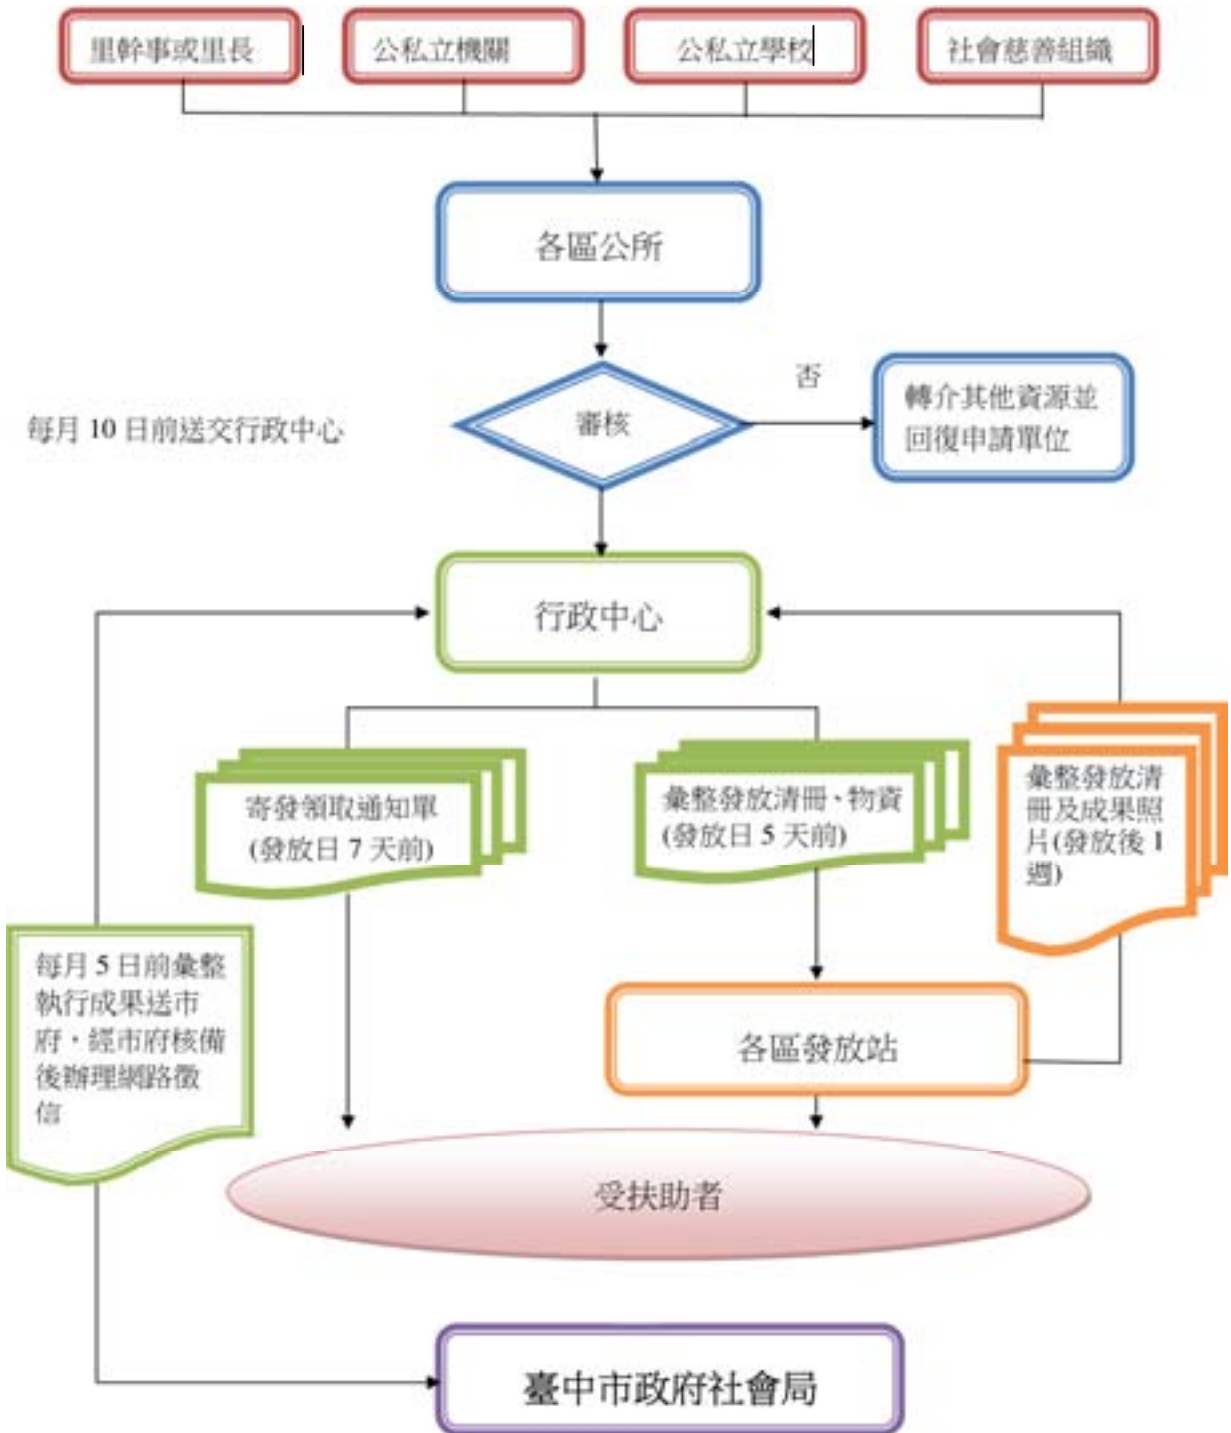 里幹事或里長
公私立機關
公私立學校
社會慈善組織
各區公所
否
審核
轉介其他資源並
回復申請單位
每月 10 日前送交行政中心
行政中心
寄發領取通知單
(發放日 7 天前)
彙整發放清冊、物資
(發放日 5 天前)
彙整發放清
冊及成果照
片(發放後 1
週)
每月 5 日前彙整
執行成果送市
府，經市府核備
後辦理網路徵
信
各區發放站
受扶助者
臺中市政府社會局